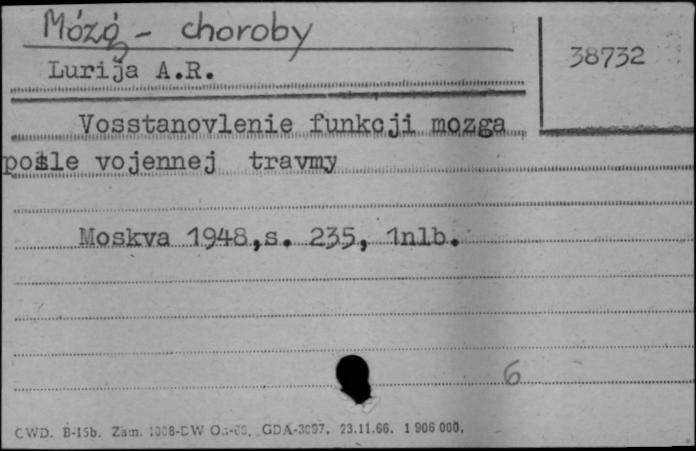 Mózg - choroby
38732
Lurija A.R.
Vosstanovlenie funkcji mozga
posle vojennej travmy
Moskva 1948,s. 235, 1nlb.
6
CWD. B-15b. Zam. GDA-3097. 23.11.66. 1 906 000.